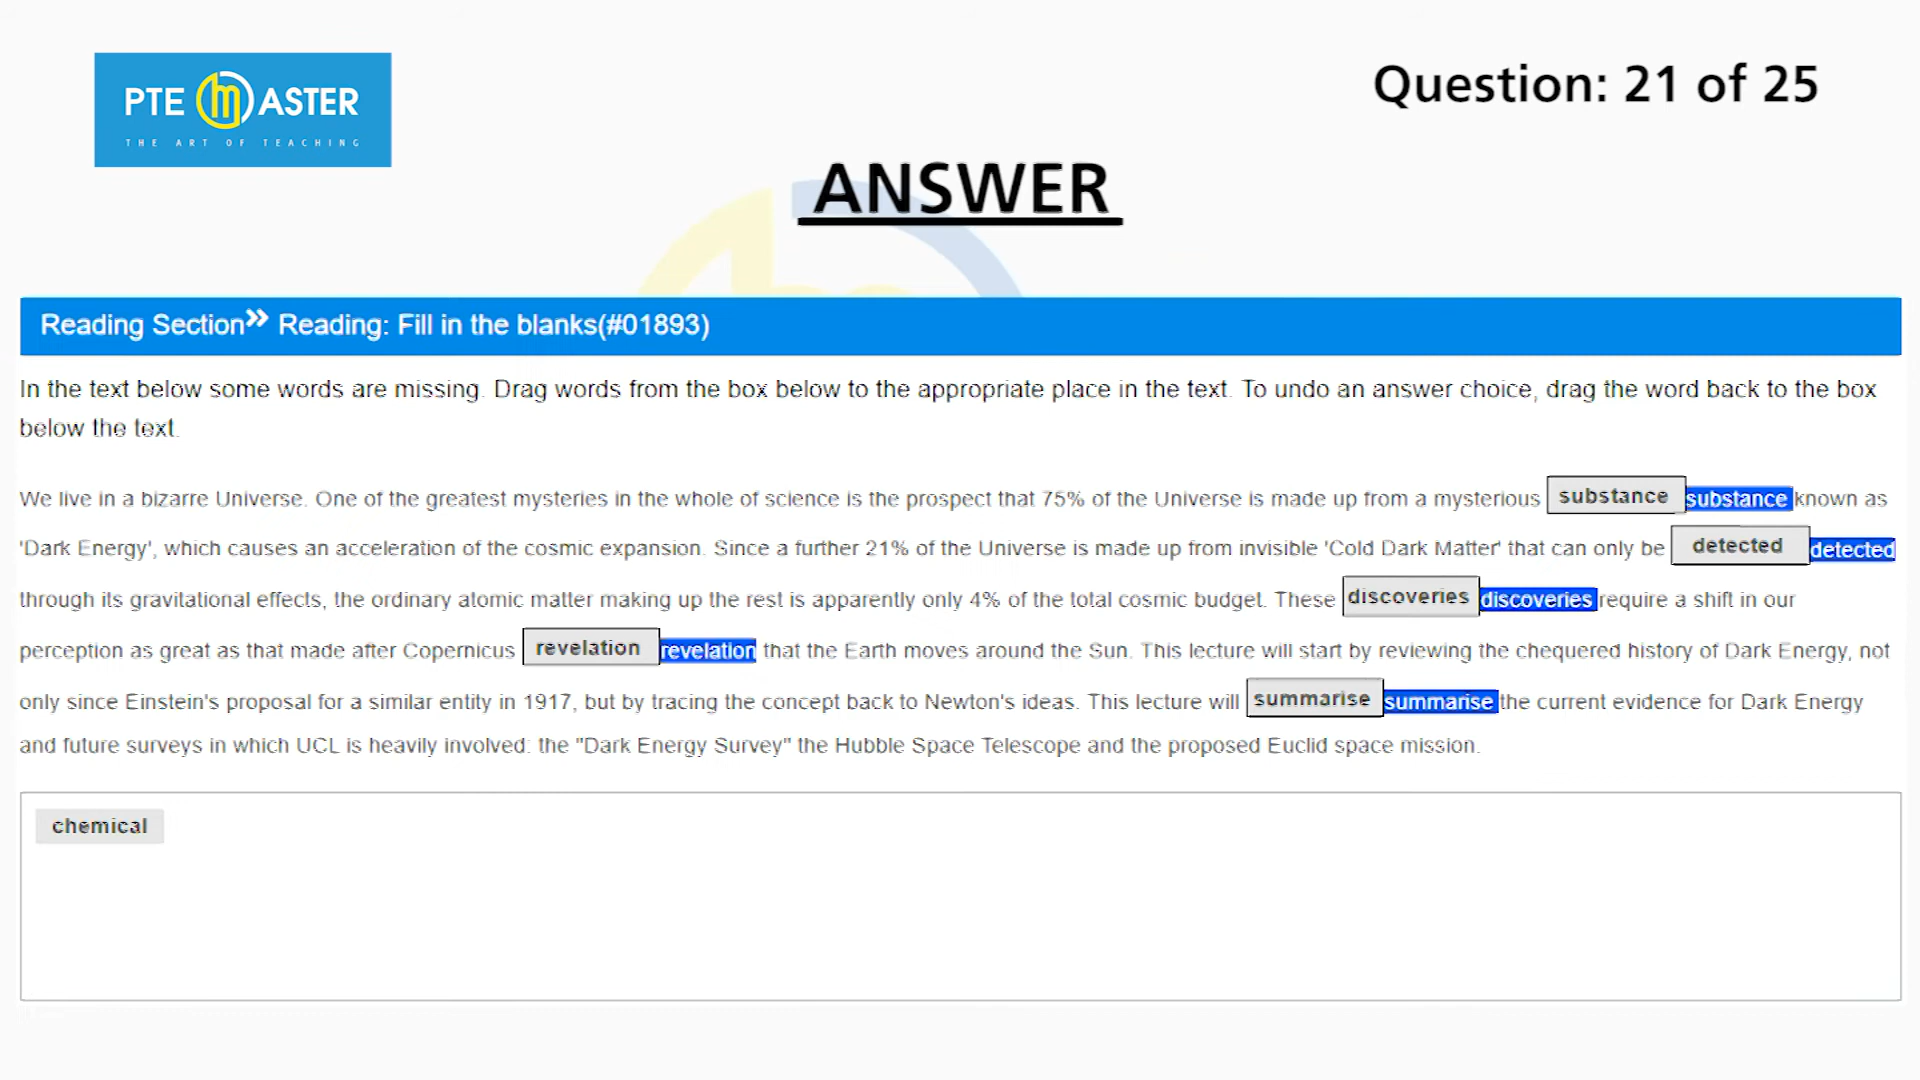 PTE MASTER
THE ART OF TEACHING
Question: 21 of 25
ANSWER
Reading Section» Reading: Fill in the blanks(#01893)
In the text below some words are missing. Drag words from the box below to the appropriate place in the text. To undo an answer choice, drag the word back to the box
below the text.
We live in a bizarre Universe. One of the greatest mysteries in the whole of science is the prospect that 75% of the Universe is made up from a mysterious substance substance known as
'Dark Energy', which causes an acceleration of the cosmic expansion. Since a further 21% of the Universe is made up from invisible 'Cold Dark Matter' that can only be detected detected
through its gravitational effects, the ordinary atomic matter making up the rest is apparently only 4% of the total cosmic budget. These discoveries discoveries require a shift in our
perception as great as that made after Copernicus revelation revelation that the Earth moves around the Sun. This lecture will start by reviewing the chequered history of Dark Energy, not
only since Einstein's proposal for a similar entity in 1917, but by tracing the concept back to Newton's ideas. This lecture will summarise summarise the current evidence for Dark Energy
and future surveys in which UCL is heavily involved: the "Dark Energy Survey" the Hubble Space Telescope and the proposed Euclid space mission.
chemical